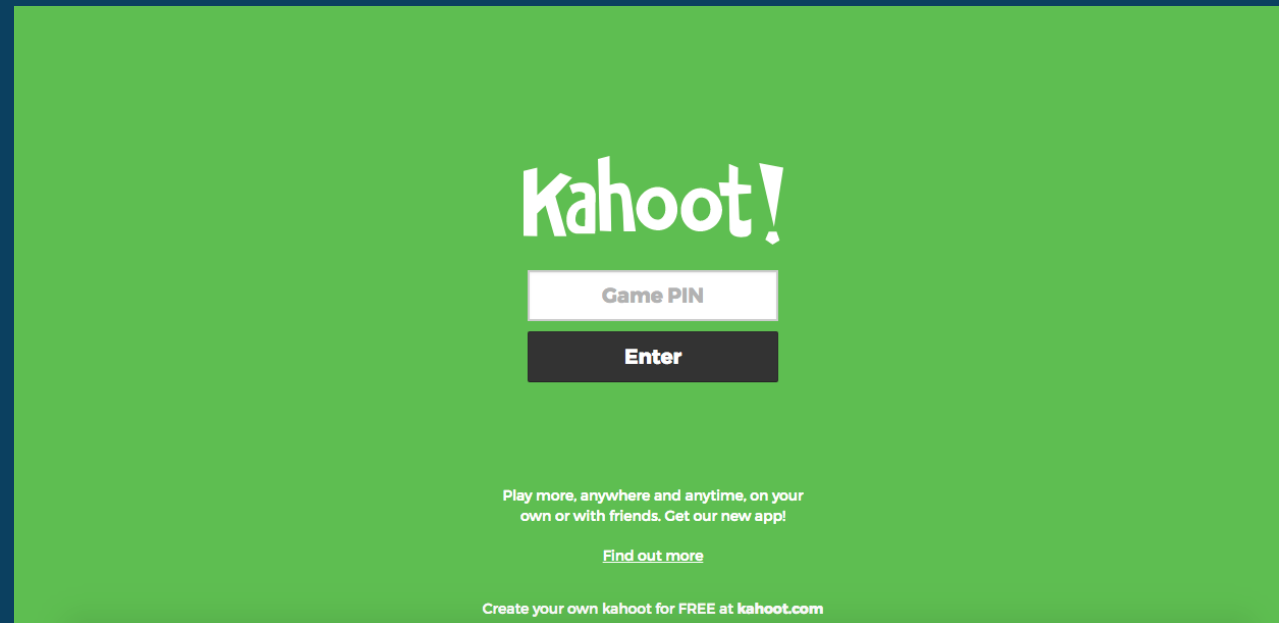 Kahoot!
Game PIN
Enter
Play more, anywhere and anytime, on your
own or with friends. Get our new app!
Find out more
Create your own kahoot for FREE at kahoot.com